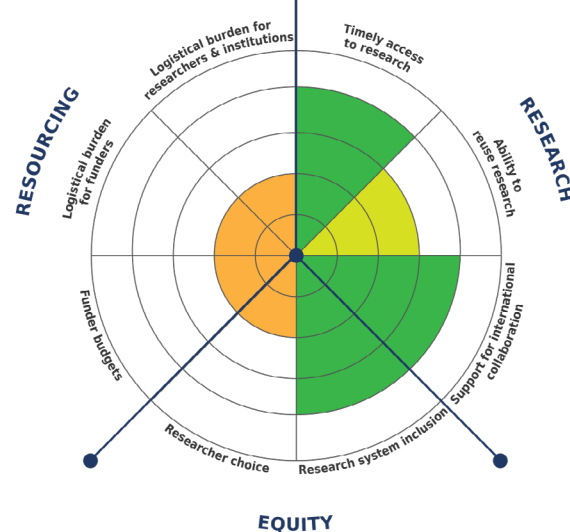 Logistical burden for
researchers & institutions
Timely access
to research
RESOURCING
RESEARCH
Logistical burden
for funders
Ability to
reuse research
Funder budgets
Support for international
collaboration
Researcher choice
Research system inclusion
EQUITY